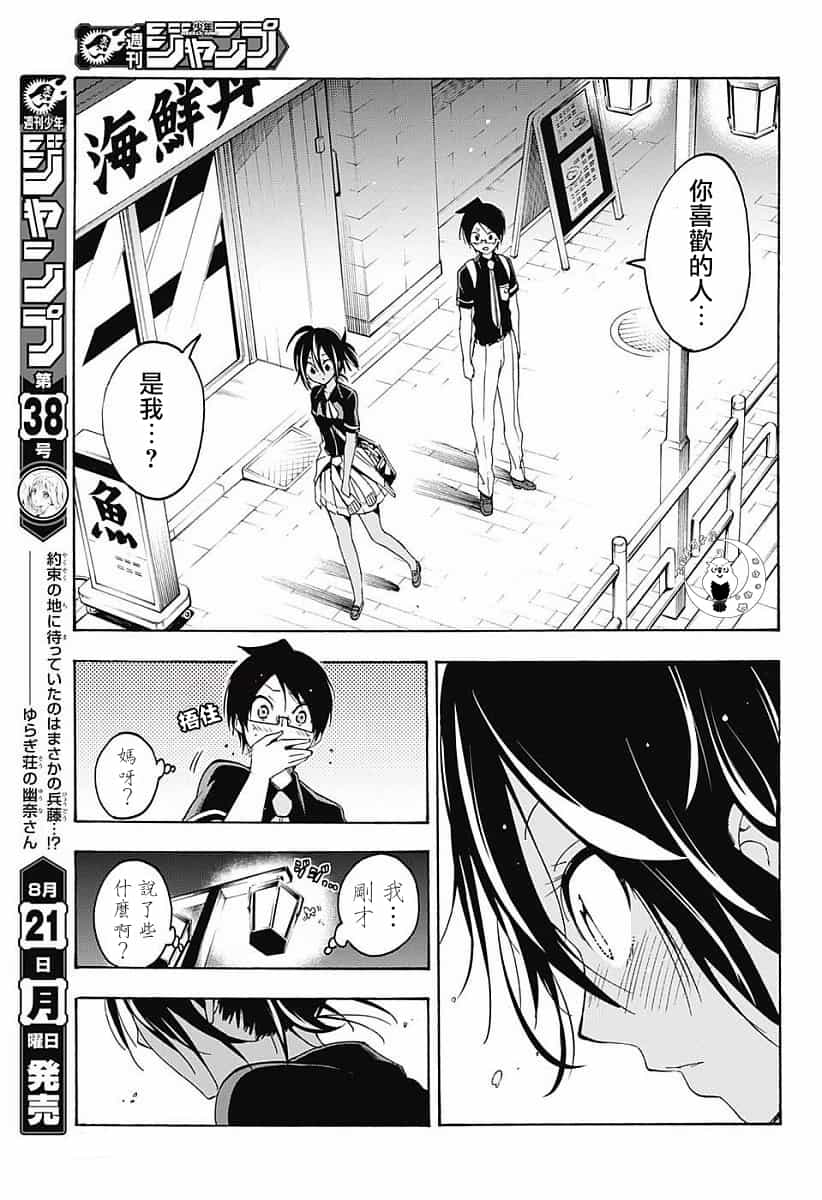 週刊
少年
ジャンプ
海鮮丼
你喜歡的人…
是我…?
魚
捂住
媽呀?
ジジ…
我…
剛才
說了些
什麼啊?
週刊少年
ジャンプ
第
38
号
約束の地に待っていたのはまさかの兵藤…!?
ゆらぎ荘の幽奈さん
8月
21
日
月
曜日
発売